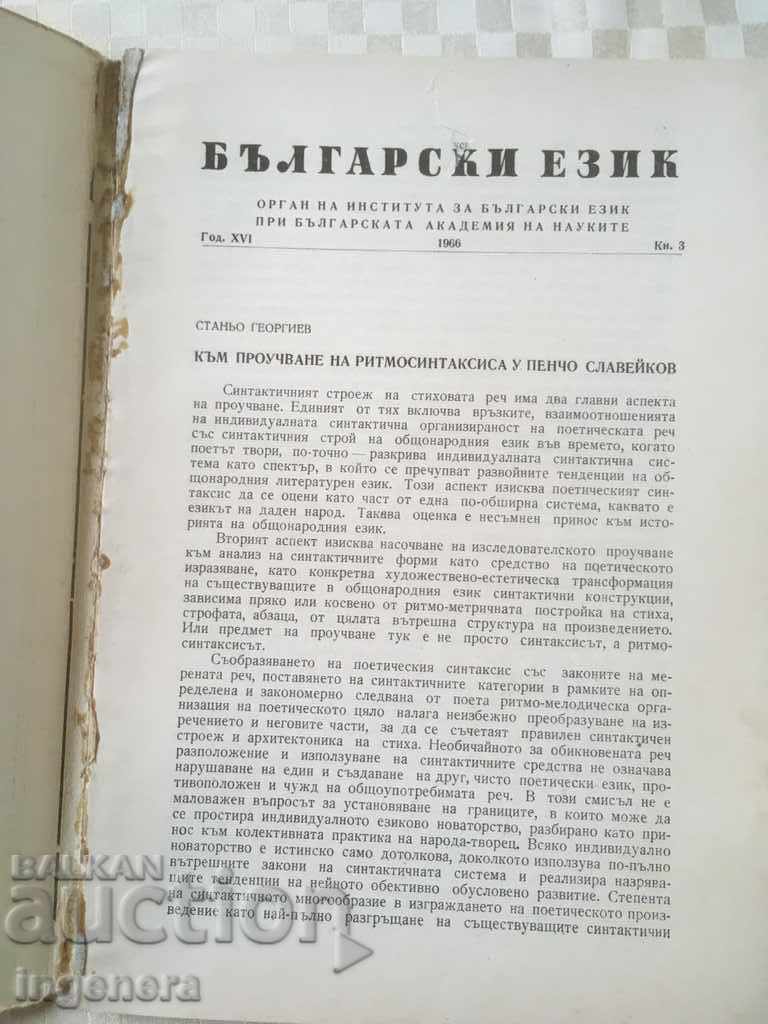 БЪЛГАРСКИ ЕЗИК
ОРГАН НА ИНСТИТУТА ЗА БЪЛГАРСКИ ЕЗИК
ПРИ БЪЛГАРСКАТА АКАДЕМИЯ НА НАУКИТЕ
Год. XVI 1966 Кн. 3
СТАНЬО ГЕОРГИЕВ
КЪМ ПРОУЧВАНЕ НА РИТМОСИНТАКСИСА У ПЕНЧО СЛАВЕЙКОВ
Синтактичният строеж на стиховата реч има два главни аспекта
на проучване. Единият от тях включва връзките, взаимоотношенията
на индивидуалната синтактична организираност на поетическата реч
със синтактичния строй на общонародния език във времето, когато
поетът твори, по-точно — разкрива индивидуалната синтактична сис-
тема като спектър, в който се пречупват развойните тенденции на об-
щонародния литературен език. Този аспект изисква поетическият син-
таксис да се оцени като част от една по-обширна система, каквато е
езикът на даден народ. Такава оценка е несъмнен принос към исто-
рията на общонародния език.
Вторият аспект изисква насочване на изследователското проучване
към анализ на синтактичните форми като средство на поетическото
изразяване, като конкретна художествено-естетическа трансформация
на съществуващите в общонародния език синтактични конструкции,
зависима пряко или косвено от ритмо-метричната постройка на стиха,
строфата, абзаца, от цялата вътрешна структура на произведението.
Или предмет на проучване тук е не просто синтаксисът, а ритмо-
синтаксисът.
Съобразяването на поетическия синтаксис със законите на ме-
рената реч, поставянето на синтактичните категории в рамките на оп-
ределена и закономерно следвана от поета ритмо-мелодическа орга-
низация на поетическото цяло налага неизбежно преобразуване на из-
речението и неговите части, за да се съчетаят правилен синтактичен
строеж и архитектоника на стиха. Необичайното за обикновената реч
разположение и използуване на синтактичните средства не означава
нарушаване на един и създаване на друг, чисто поетически език, про-
тивоположен и чужд на общоупотребимата реч. В този смисъл не е
маловажен въпросът за установяване на границите, в които може да
се простира индивидуалното езиково новаторство, разбирано като при-
нос към колективната практика на народа-творец. Всяко индивидуално
новаторство е истинско само дотолкова, доколкото използува по-пълно
вътрешните закони на синтактичната система и реализира назрява-
щите тенденции на нейното обективно обусловено развитие. Степента
на синтактичното многообразие в изграждането на поетическото произ-
ведение като най-пълно разгръщане на съществуващите синтактични
BALKAN
auction
ingenera